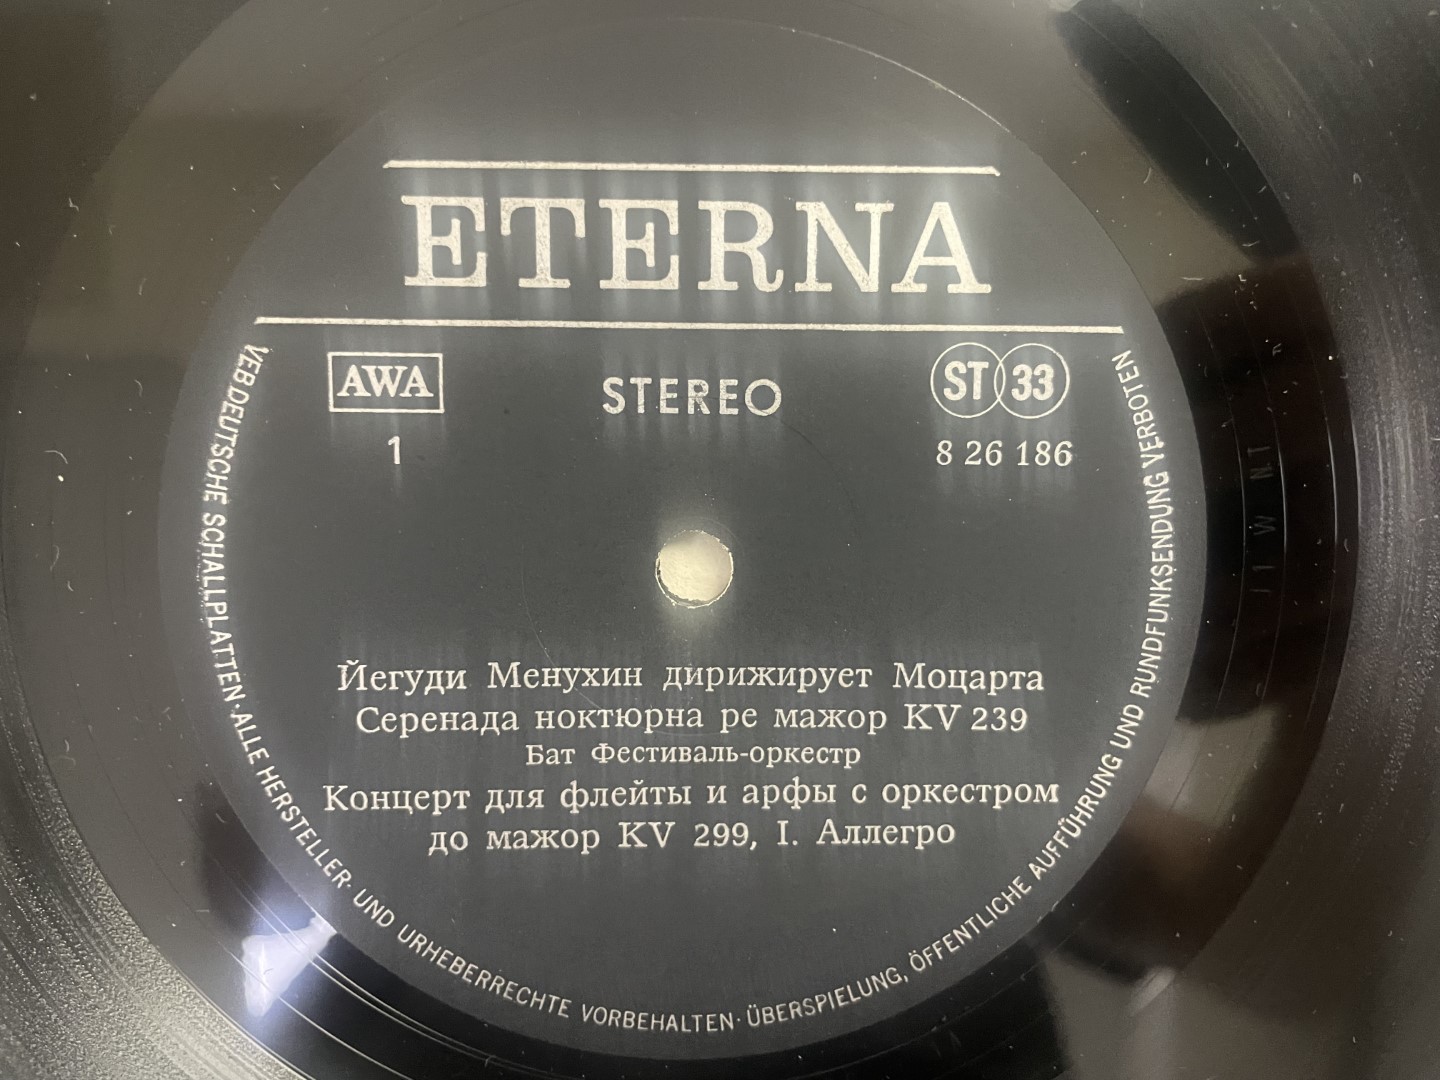 ETERNA
AWA
STEREO
ST 33
1
8 26 186
Йегуди Менухин дирижирует Моцарта
Серенада ноктюрна ре мажор KV 239
Бат Фестиваль-оркестр
Концерт для флейты и арфы с оркестром
до мажор KV 299, I. Аллегро
VEB DEUTSCHE SCHALLPLATTEN · ALLE HERSTELLER- UND URHEBERRECHTE VORBEHALTEN · ÜBERSPIELUNG, ÖFFENTLICHE AUFFÜHRUNG UND RUNDFUNKSENDUNG VERBOTEN